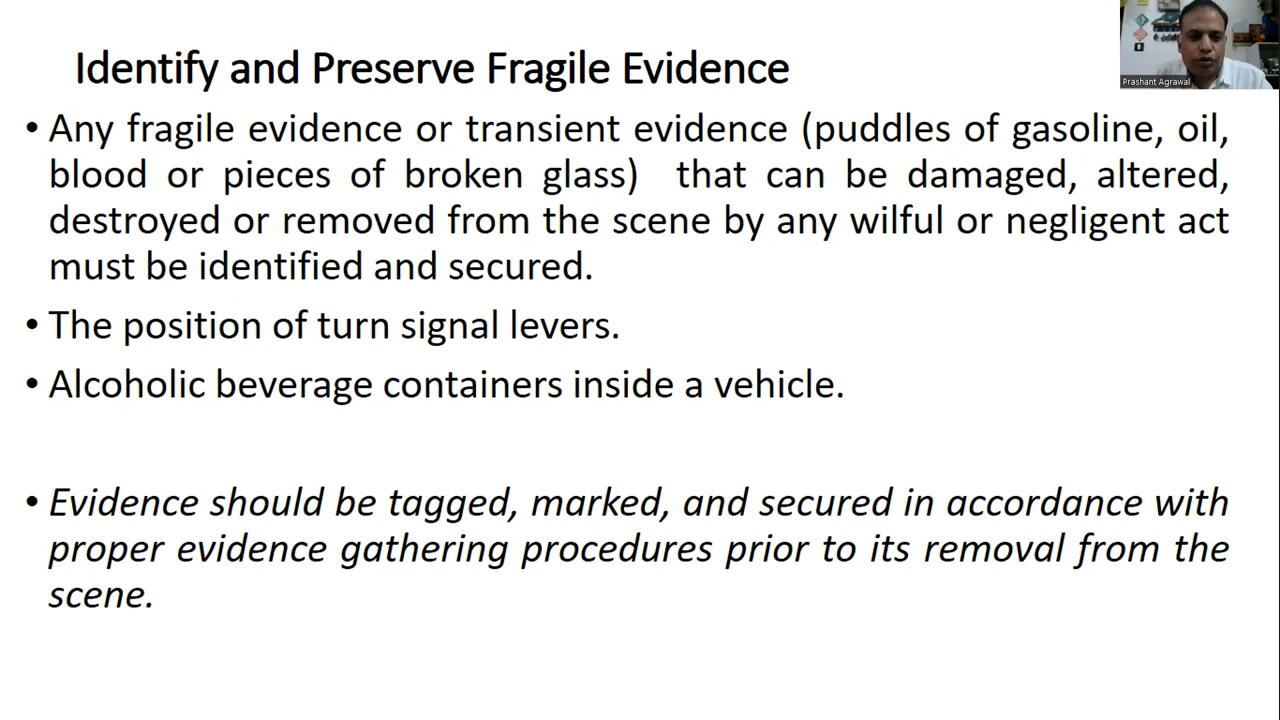 Identify and Preserve Fragile Evidence
Prashant Agrawal
• Any fragile evidence or transient evidence (puddles of gasoline, oil,
blood or pieces of broken glass) that can be damaged, altered,
destroyed or removed from the scene by any wilful or negligent act
must be identified and secured.
• The position of turn signal levers.
• Alcoholic beverage containers inside a vehicle.
• Evidence should be tagged, marked, and secured in accordance with
proper evidence gathering procedures prior to its removal from the
scene.